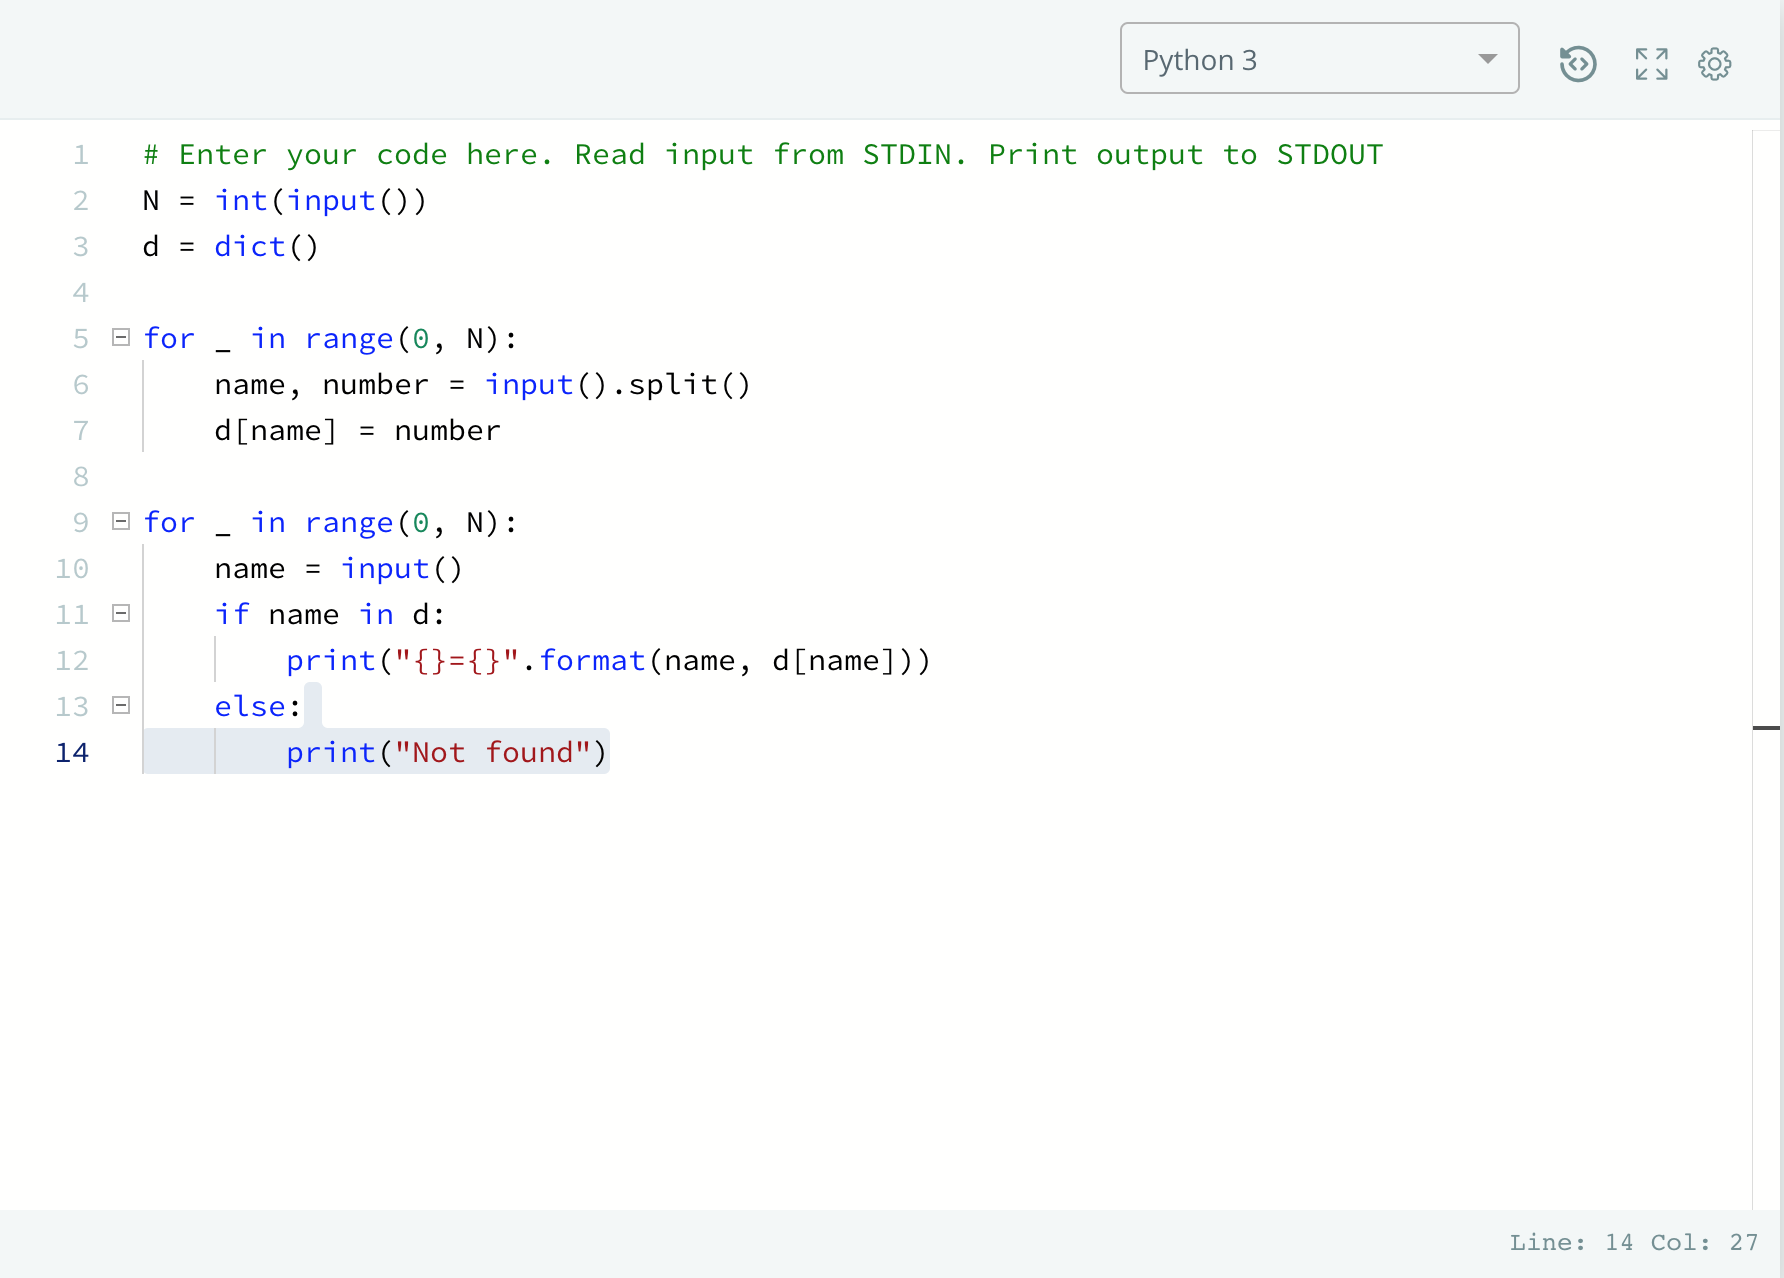 Python 3
1 # Enter your code here. Read input from STDIN. Print output to STDOUT
2 N = int(input())
3 d = dict()
4
5 for _ in range(0, N):
6     name, number = input().split()
7     d[name] = number
8
9 for _ in range(0, N):
10     name = input()
11     if name in d:
12         print("{}={}".format(name, d[name]))
13     else:
14         print("Not found")
Line: 14 Col: 27